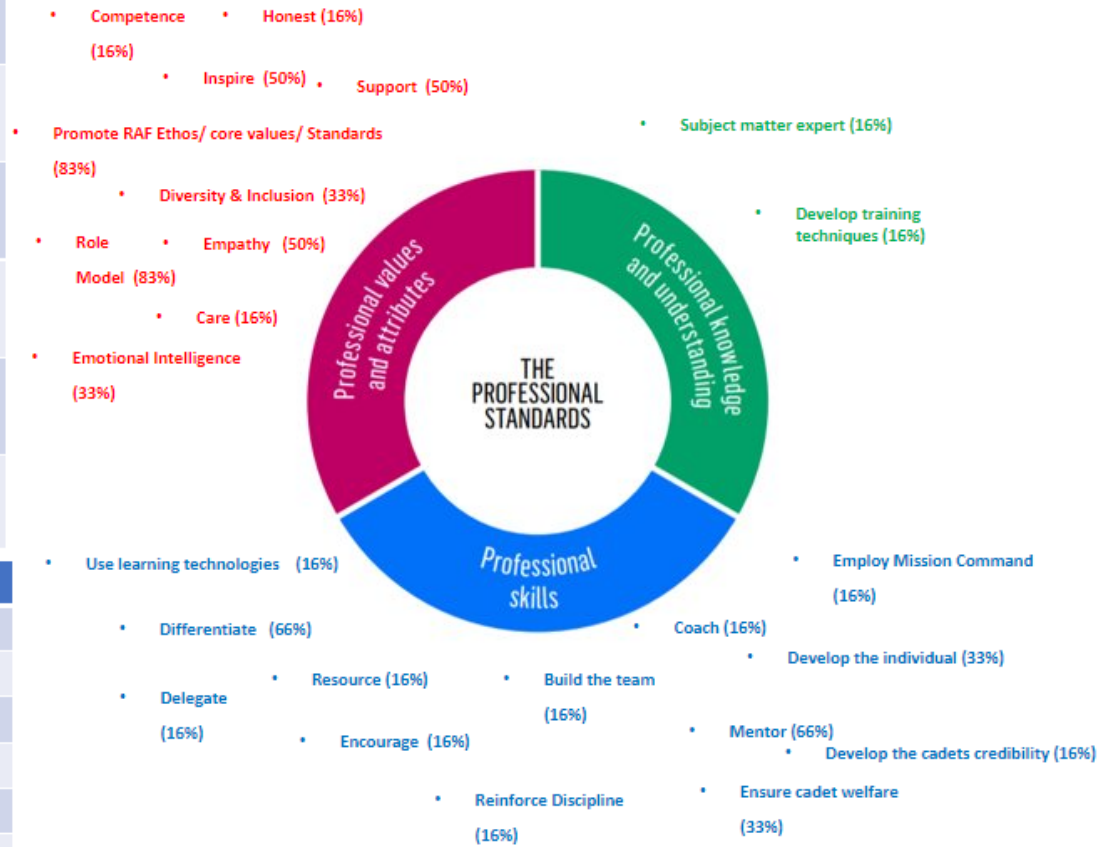 • Competence
(16%)
• Honest (16%)
• Inspire (50%)
• Support (50%)
• Promote RAF Ethos/ core values/ Standards
(83%)
• Diversity & Inclusion (33%)
• Role
Model (83%)
• Empathy (50%)
• Care (16%)
• Emotional Intelligence
(33%)
• Subject matter expert (16%)
• Develop training
techniques (16%)
Professional values
and attributes
Professional knowledge
and understanding
THE
PROFESSIONAL
STANDARDS
Professional
skills
• Use learning technologies (16%)
• Differentiate (66%)
• Resource (16%)
• Delegate
(16%)
• Encourage (16%)
• Build the team
(16%)
• Reinforce Discipline
(16%)
• Employ Mission Command
(16%)
• Coach (16%)
• Develop the individual (33%)
• Mentor (66%)
• Develop the cadets credibility (16%)
• Ensure cadet welfare
(33%)